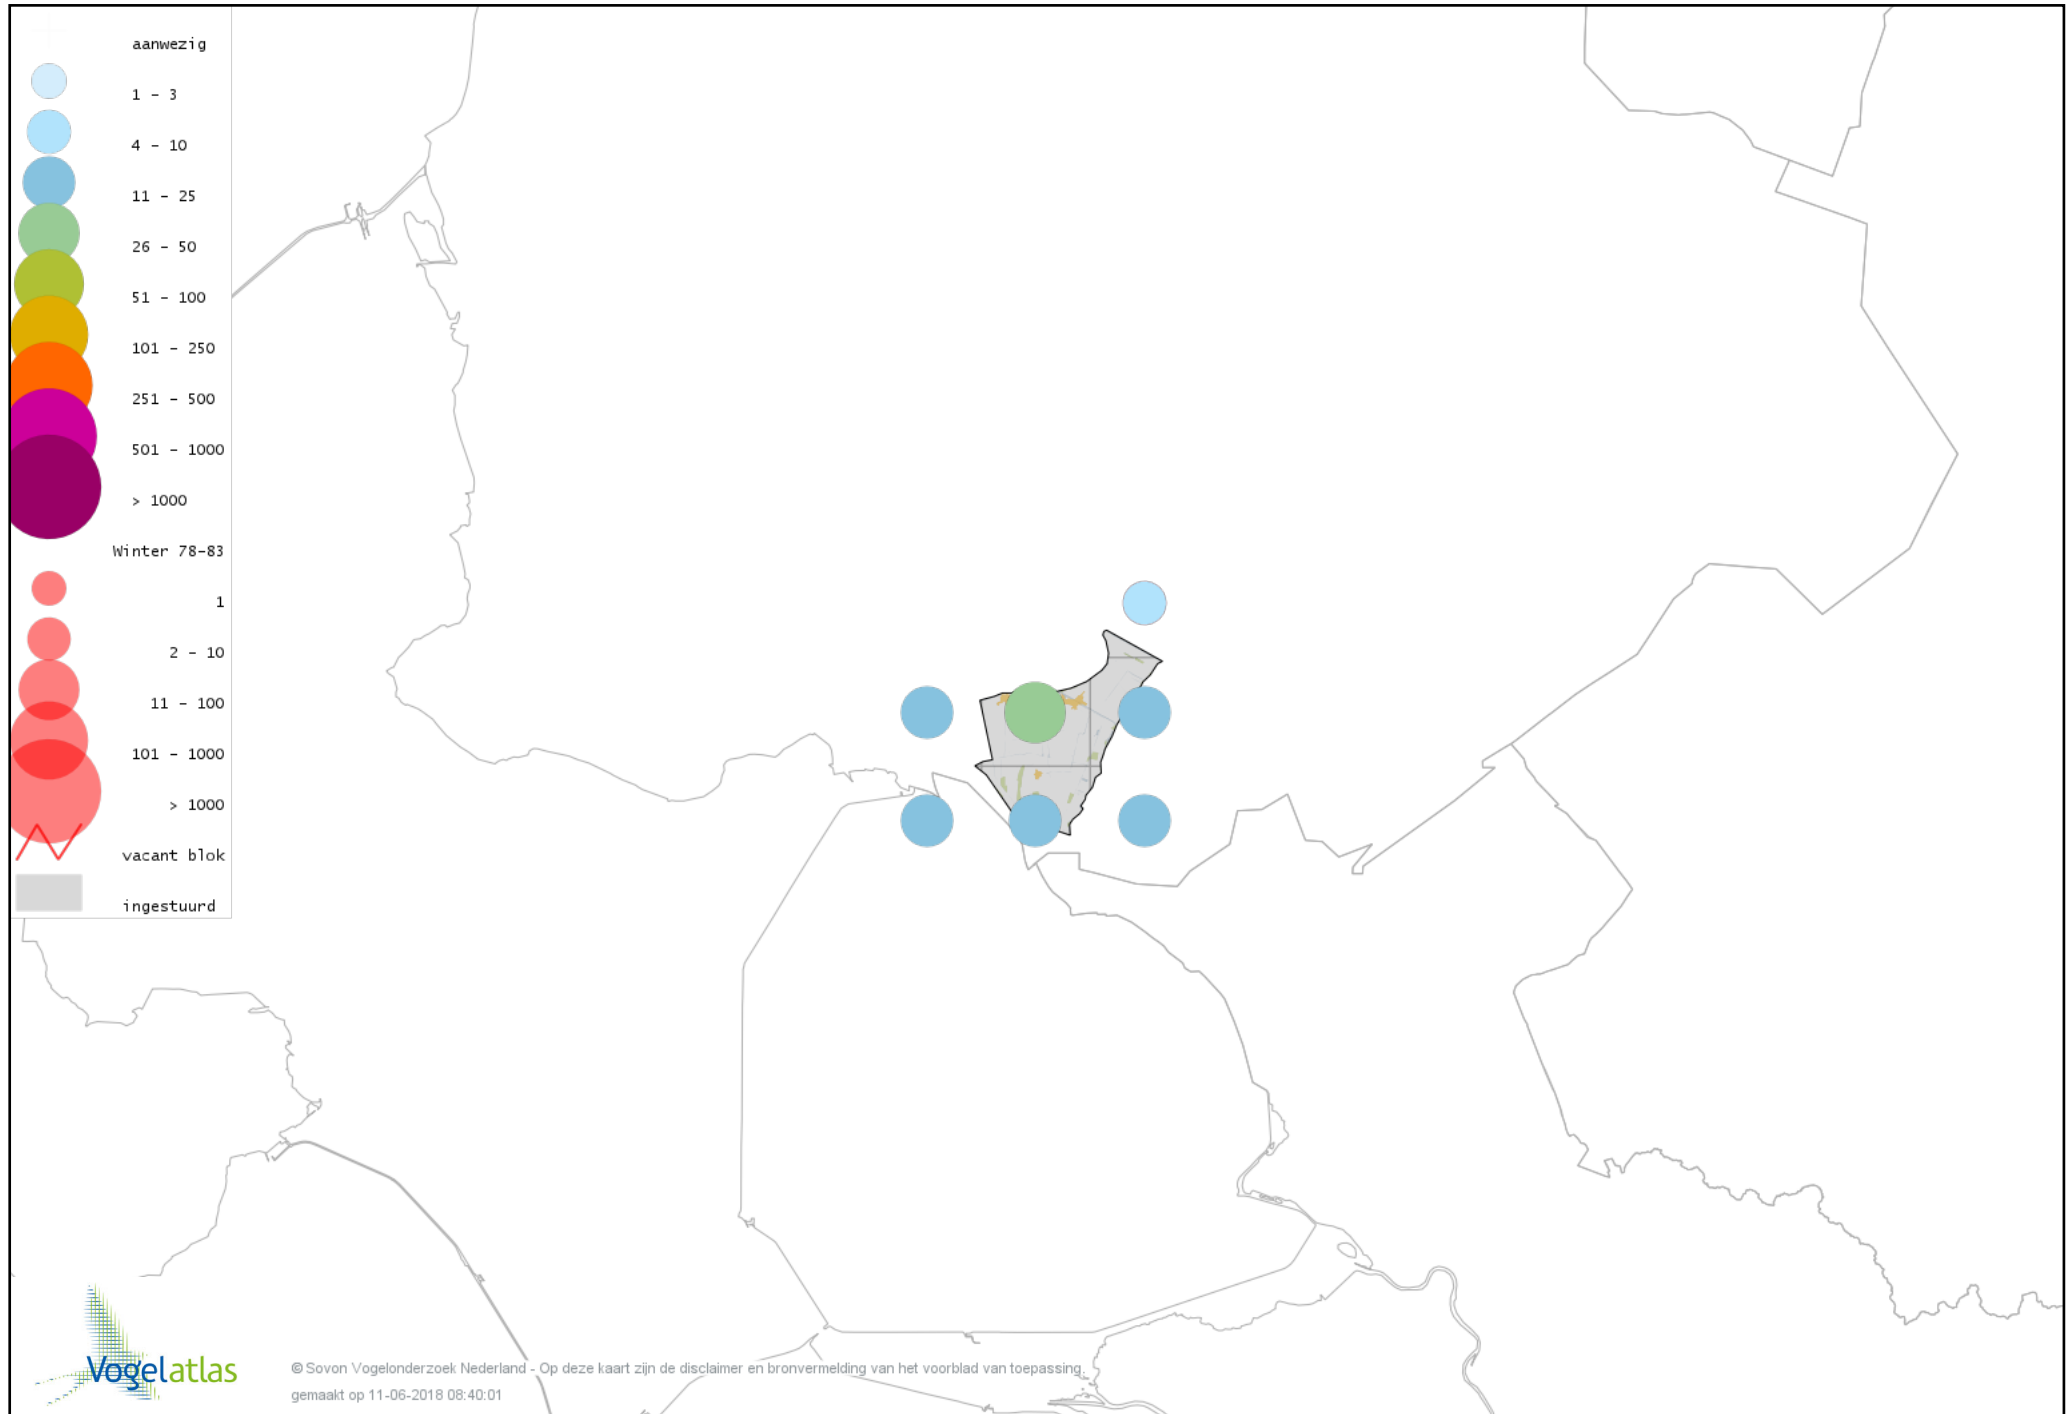 aanwezig
1 - 3
4 - 10
11 - 25
26 - 50
51 - 100
101 - 250
251 - 500
501 - 1000
> 1000
Winter 78-83
1
2 - 10
11 - 100
101 - 1000
> 1000
vacant blok
ingestuurd
Vogelatlas
© Sovon Vogelonderzoek Nederland - Op deze kaart zijn de disclaimer en bronvermelding van het voorblad van toepassing.
gemaakt op 11-06-2018 08:40:01